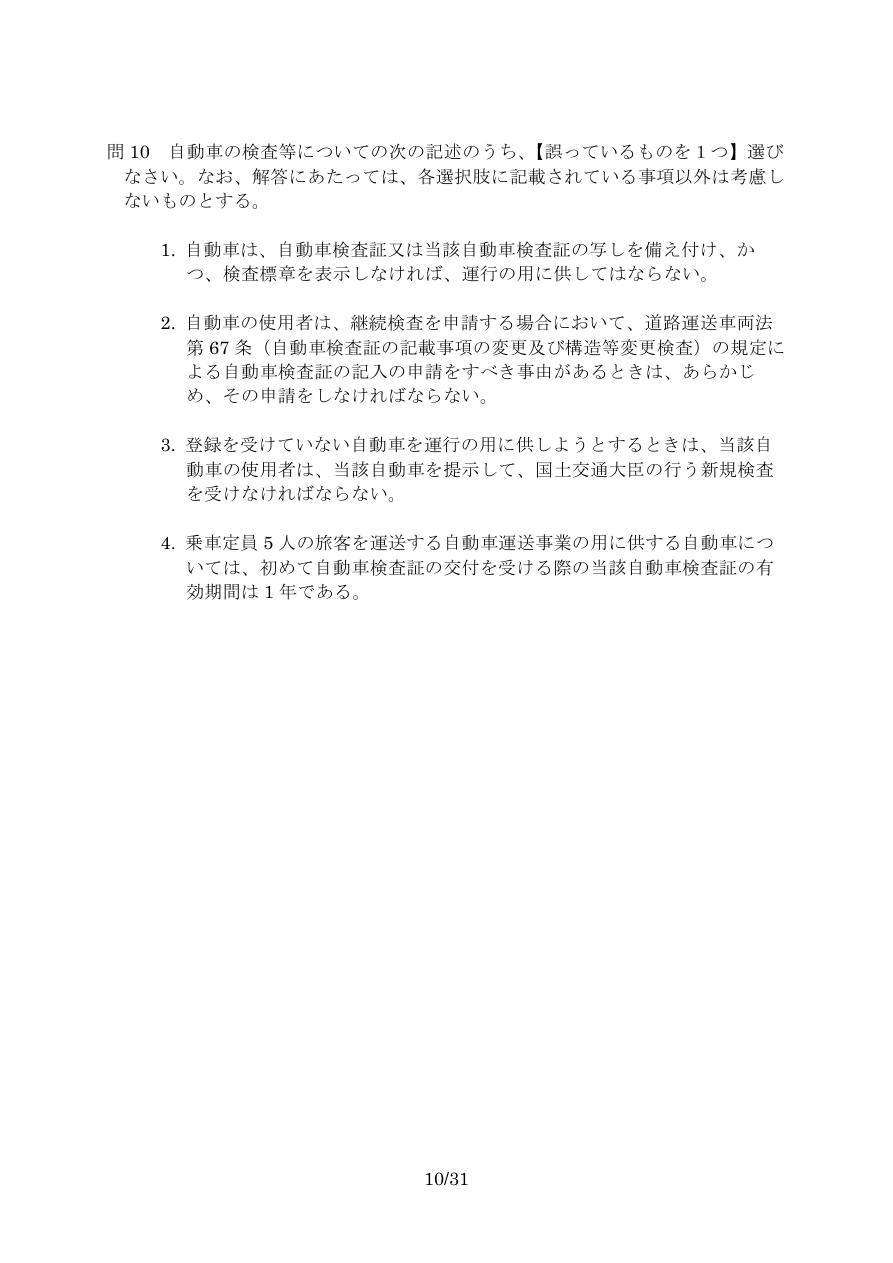 問 10　自動車の検査等についての次の記述のうち、【誤っているものを 1 つ】選び
なさい。なお、解答にあたっては、各選択肢に記載されている事項以外は考慮し
ないものとする。
1. 自動車は、自動車検査証又は当該自動車検査証の写しを備え付け、か
つ、検査標章を表示しなければ、運行の用に供してはならない。
2. 自動車の使用者は、継続検査を申請する場合において、道路運送車両法
第 67 条（自動車検査証の記載事項の変更及び構造等変更検査）の規定に
よる自動車検査証の記入の申請をすべき事由があるときは、あらかじ
め、その申請をしなければならない。
3. 登録を受けていない自動車を運行の用に供しようとするときは、当該自
動車の使用者は、当該自動車を提示して、国土交通大臣の行う新規検査
を受けなければならない。
4. 乗車定員 5 人の旅客を運送する自動車運送事業の用に供する自動車につ
いては、初めて自動車検査証の交付を受ける際の当該自動車検査証の有
効期間は 1 年である。
10/31